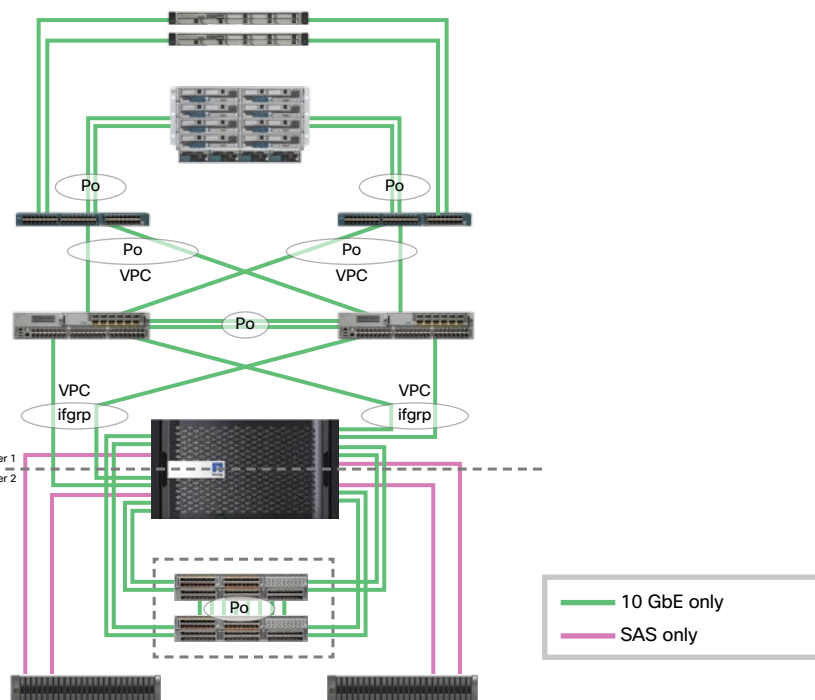 Po
Po
Po
Po
VPC
VPC
Po
VPC
VPC
ifgrp
ifgrp
er 1
er 2
Po
10 GbE only
SAS only